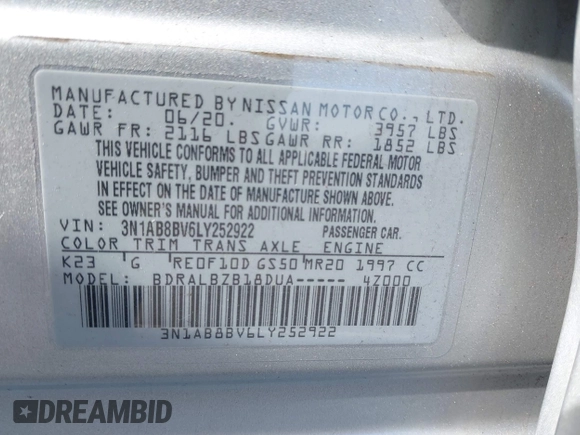 MANUFACTURED BY NISSAN MOTOR CO., LTD.
DATE: 06/20. GVWR: 3957 LBS
GAWR FR: 2116 LBS GAWR RR: 1852 LBS
THIS VEHICLE CONFORMS TO ALL APPLICABLE FEDERAL MOTOR
VEHICLE SAFETY, BUMPER AND THEFT PREVENTION STANDARDS
IN EFFECT ON THE DATE OF MANUFACTURE SHOWN ABOVE.
SEE OWNER'S MANUAL FOR ADDITIONAL INFORMATION.
VIN: 3N1AB8BV6LY252922 PASSENGER CAR.
COLOR TRIM TRANS AXLE ENGINE
K23 G RE0F10D GS50 MR20 1997 CC
MODEL: BDRALBZB18DUA----- 4Z000
3N1AB8BV6LY252922
DREAMBID